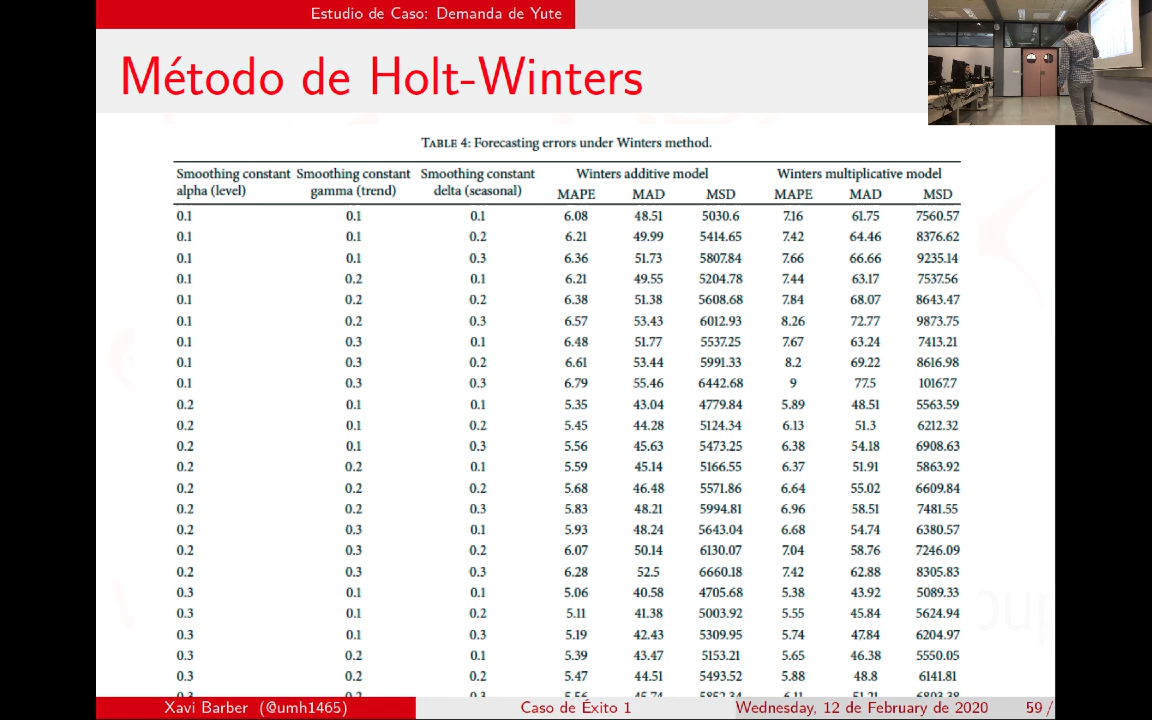 Estudio de Caso: Demanda de Yute
Método de Holt-Winters
TABLE 4: Forecasting errors under Winters method.
Smoothing constant Smoothing constant Smoothing constant Winters additive model Winters multiplicative model
alpha (level) gamma (trend) delta (seasonal) MAPE MAD MSD MAPE MAD MSD
0.1 0.1 0.1 6.08 48.51 5030.6 7.16 61.75 7560.57
0.1 0.1 0.2 6.21 49.99 5414.65 7.42 64.46 8376.62
0.1 0.1 0.3 6.36 51.73 5807.84 7.66 66.66 9235.14
0.1 0.2 0.1 6.21 49.55 5204.78 7.44 63.17 7537.56
0.1 0.2 0.2 6.38 51.38 5608.68 7.84 68.07 8643.47
0.1 0.2 0.3 6.57 53.43 6012.93 8.26 72.77 9873.75
0.1 0.3 0.1 6.48 51.77 5537.25 7.67 63.24 7413.21
0.1 0.3 0.2 6.61 53.44 5991.33 8.2 69.22 8616.98
0.1 0.3 0.3 6.79 55.46 6442.68 9 77.5 10167.7
0.2 0.1 0.1 5.35 43.04 4779.84 5.89 48.51 5563.59
0.2 0.1 0.2 5.45 44.28 5124.34 6.13 51.3 6212.32
0.2 0.1 0.3 5.56 45.63 5473.25 6.38 54.18 6908.63
0.2 0.2 0.1 5.59 45.14 5166.55 6.37 51.91 5863.92
0.2 0.2 0.2 5.68 46.48 5571.86 6.64 55.02 6609.84
0.2 0.2 0.3 5.83 48.21 5994.81 6.96 58.51 7481.55
0.2 0.3 0.1 5.93 48.24 5643.04 6.68 54.74 6380.57
0.2 0.3 0.2 6.07 50.14 6130.07 7.04 58.76 7246.09
0.2 0.3 0.3 6.28 52.5 6660.18 7.42 62.88 8305.83
0.3 0.1 0.1 5.06 40.58 4705.68 5.38 43.92 5089.33
0.3 0.1 0.2 5.11 41.38 5003.92 5.55 45.84 5624.94
0.3 0.1 0.3 5.19 42.43 5309.95 5.74 47.84 6204.97
0.3 0.2 0.1 5.39 43.47 5153.21 5.65 46.38 5550.05
0.3 0.2 0.2 5.47 44.51 5493.52 5.88 48.8 6141.81
Xavi Barber (@umh1465) Caso de Éxito 1 Wednesday, 12 de February de 2020 59 /